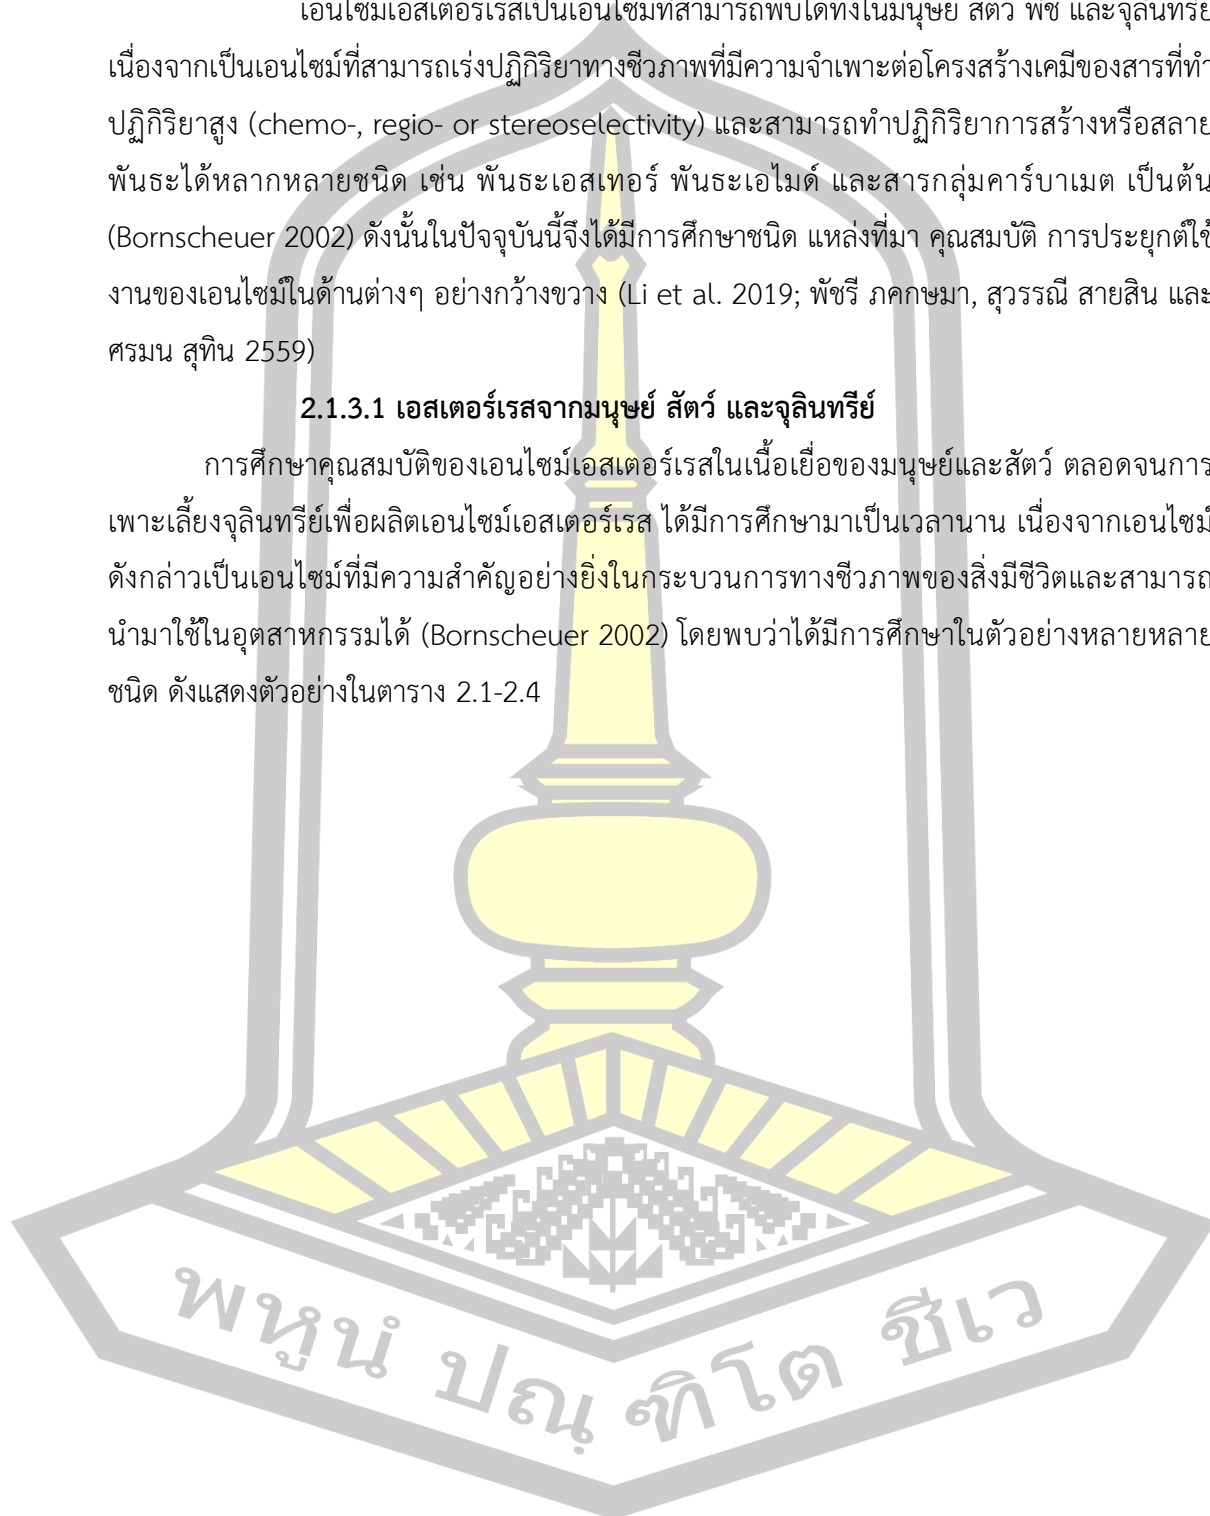 เอนไซม์เอสเตอร์เรสเป็นเอนไซม์ที่สามารถพบได้ทั้งในมนุษย์ สัตว์ พืช และจุลินทรีย์
เนื่องจากเป็นเอนไซม์ที่สามารถเร่งปฏิกิริยาทางชีวภาพที่มีความจำเพาะต่อโครงสร้างเคมีของสารที่ทำ
ปฏิกิริยาสูง (chemo-, regio- or stereoselectivity) และสามารถทำปฏิกิริยาการสร้างหรือสลาย
พันธะได้หลากหลายชนิด เช่น พันธะเอสเทอร์ พันธะเอไมด์ และสารกลุ่มคาร์บาเมต เป็นต้น
(Bornscheuer 2002) ดังนั้นในปัจจุบันนี้จึงได้มีการศึกษาชนิด แหล่งที่มา คุณสมบัติ การประยุกต์ใช้
งานของเอนไซม์ในด้านต่างๆ อย่างกว้างขวาง (Li et al. 2019; พัชรี ภคกษมา, สุวรรณี สายสิน และ
ศรมน สุทิน 2559)
2.1.3.1 เอสเตอร์เรสจากมนุษย์ สัตว์ และจุลินทรีย์
การศึกษาคุณสมบัติของเอนไซม์เอสเตอร์เรสในเนื้อเยื่อของมนุษย์และสัตว์ ตลอดจนการ
เพาะเลี้ยงจุลินทรีย์เพื่อผลิตเอนไซม์เอสเตอร์เรส ได้มีการศึกษามาเป็นเวลานาน เนื่องจากเอนไซม์
ดังกล่าวเป็นเอนไซม์ที่มีความสำคัญอย่างยิ่งในกระบวนการทางชีวภาพของสิ่งมีชีวิตและสามารถ
นำมาใช้ในอุตสาหกรรมได้ (Bornscheuer 2002) โดยพบว่าได้มีการศึกษาในตัวอย่างหลายหลาย
ชนิด ดังแสดงตัวอย่างในตาราง 2.1-2.4
พหูนํ ปณฺฑิโต ชีเว